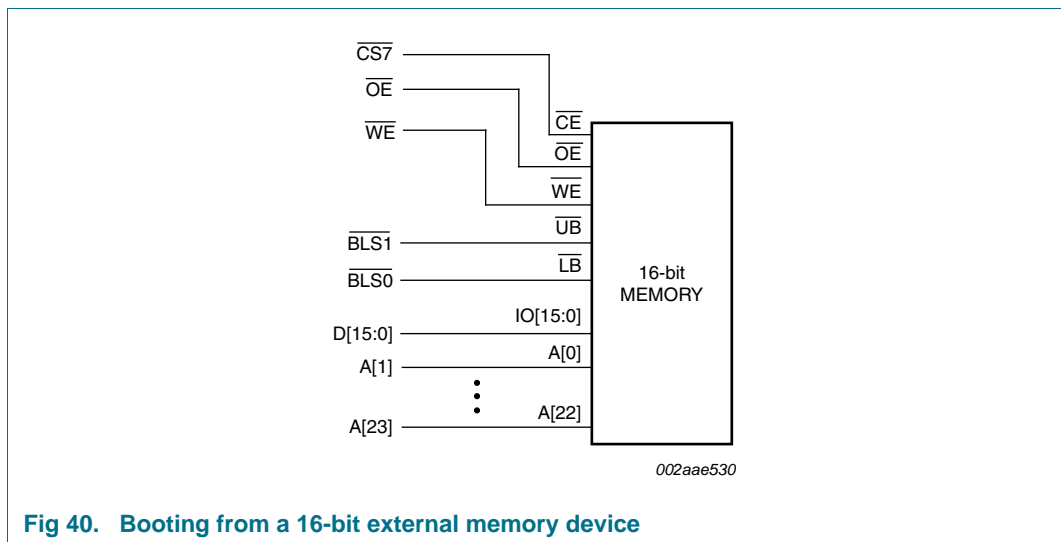 CS7
OE
WE
BLS1
BLS0
D[15:0]
A[1]
A[23]
CE
OE
WE
UB
LB
IO[15:0]
A[0]
A[22]
16-bit
MEMORY
002aae530
Fig 40. Booting from a 16-bit external memory device